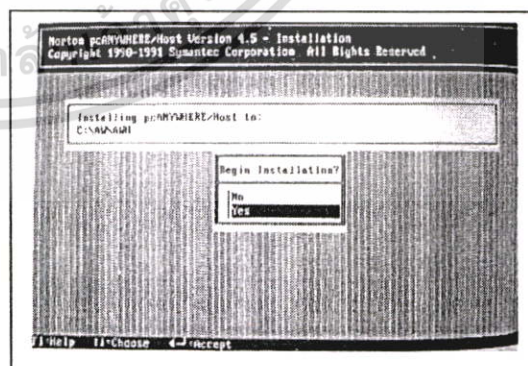 Norton pcANYWHERE/Host Version 4.5 - Installation
Copyright 1990-1991 Symantec Corporation. All Rights Reserved
Installing pcANYWHERE/Host to:
C:\AW\AWH
Begin Installation?
No
Yes
F1=Help ↑↓=Choose ◄─┘=Accept